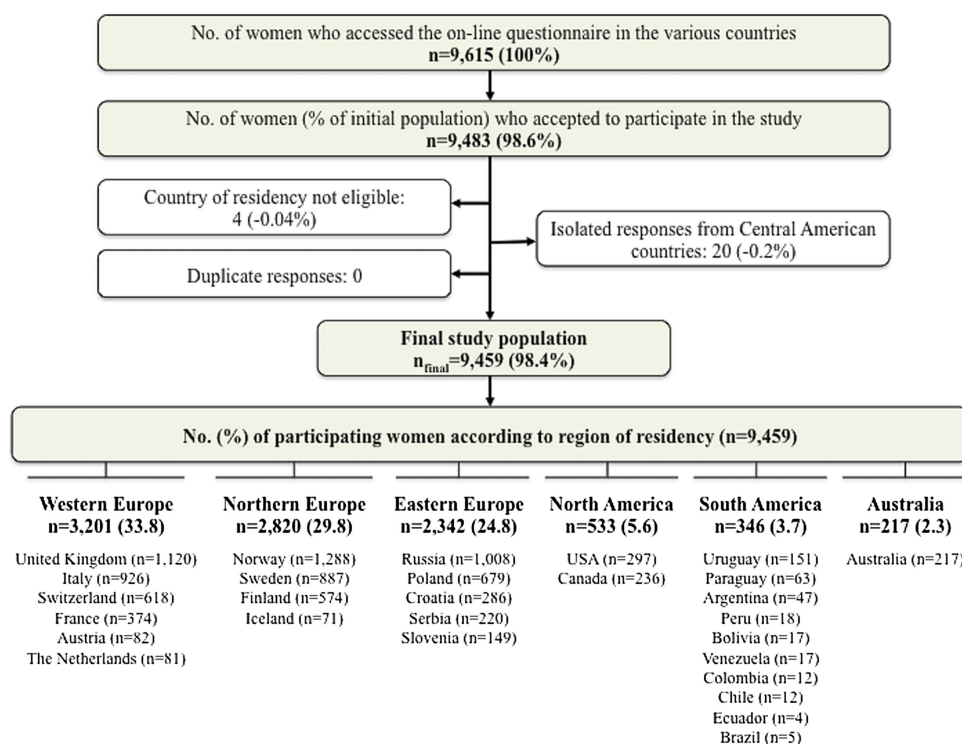 No. of women who accessed the on-line questionnaire in the various countries
n=9,615 (100%)
No. of women (% of initial population) who accepted to participate in the study
n=9,483 (98.6%)
Country of residency not eligible:
4 (-0.04%)
Isolated responses from Central American
countries: 20 (-0.2%)
Duplicate responses: 0
Final study population
nfinal=9,459 (98.4%)
No. (%) of participating women according to region of residency (n=9,459)
Western Europe
n=3,201 (33.8)
United Kingdom (n=1,120)
Italy (n=926)
Switzerland (n=618)
France (n=374)
Austria (n=82)
The Netherlands (n=81)
Northern Europe
n=2,820 (29.8)
Norway (n=1,288)
Sweden (n=887)
Finland (n=574)
Iceland (n=71)
Eastern Europe
n=2,342 (24.8)
Russia (n=1,008)
Poland (n=679)
Croatia (n=286)
Serbia (n=220)
Slovenia (n=149)
North America
n=533 (5.6)
USA (n=297)
Canada (n=236)
South America
n=346 (3.7)
Uruguay (n=151)
Paraguay (n=63)
Argentina (n=47)
Peru (n=18)
Bolivia (n=17)
Venezuela (n=17)
Colombia (n=12)
Chile (n=12)
Ecuador (n=4)
Brazil (n=5)
Australia
n=217 (2.3)
Australia (n=217)